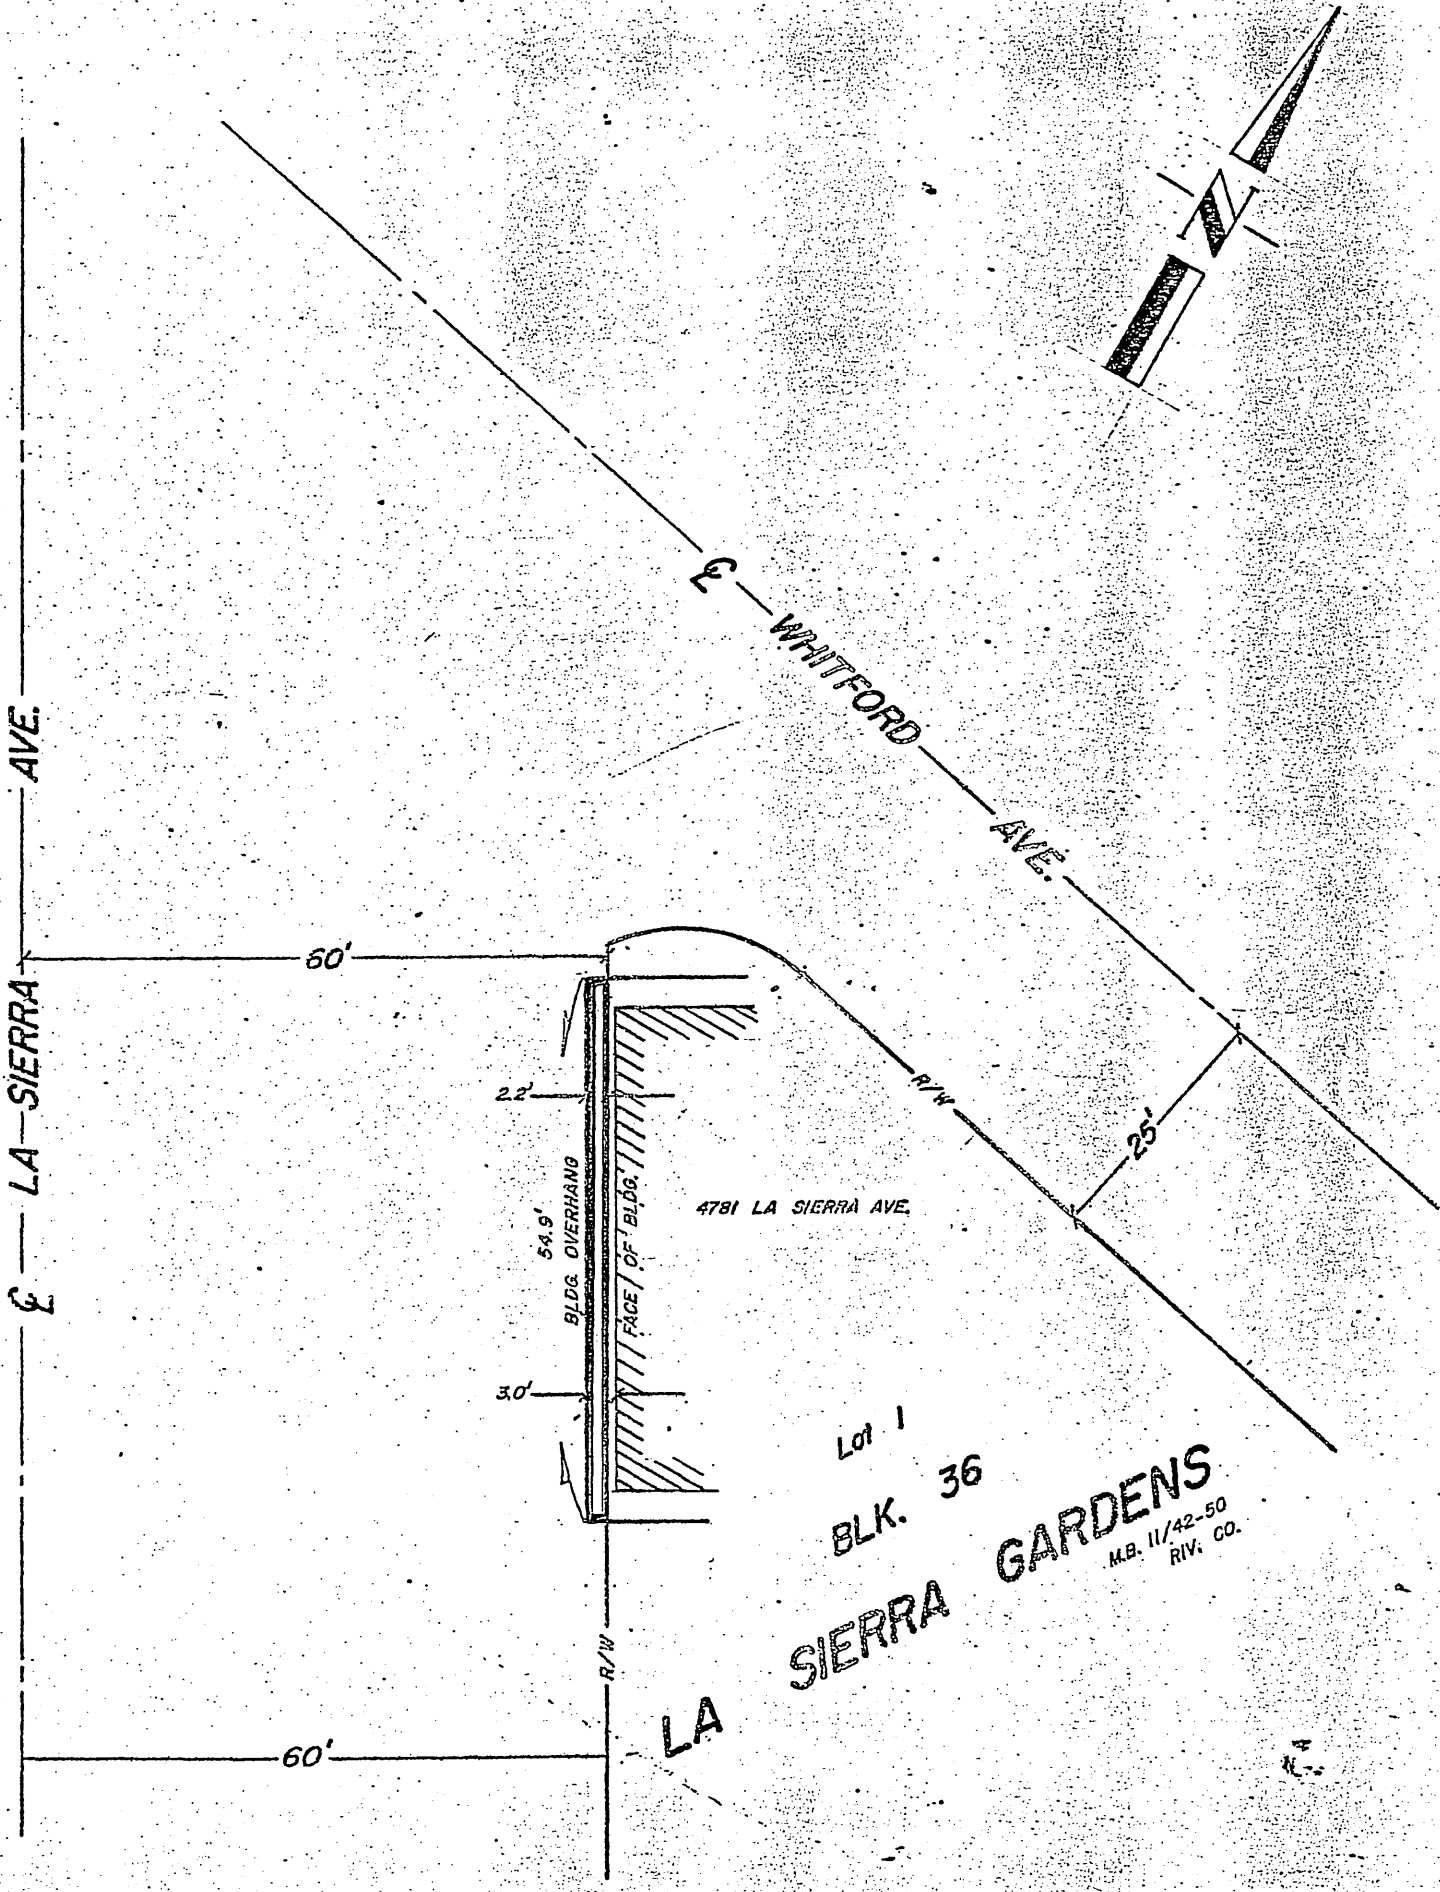 N
℄ WHITFORD AVE.
℄ LA SIERRA AVE.
60'
R/W
25'
2.2'
54.9'
BLDG. OVERHANG
FACE OF BLDG.
4781 LA SIERRA AVE.
3.0'
Lot 1
BLK. 36
LA SIERRA GARDENS
M.B. 11/42-50
RIV. CO.
R/W
60'